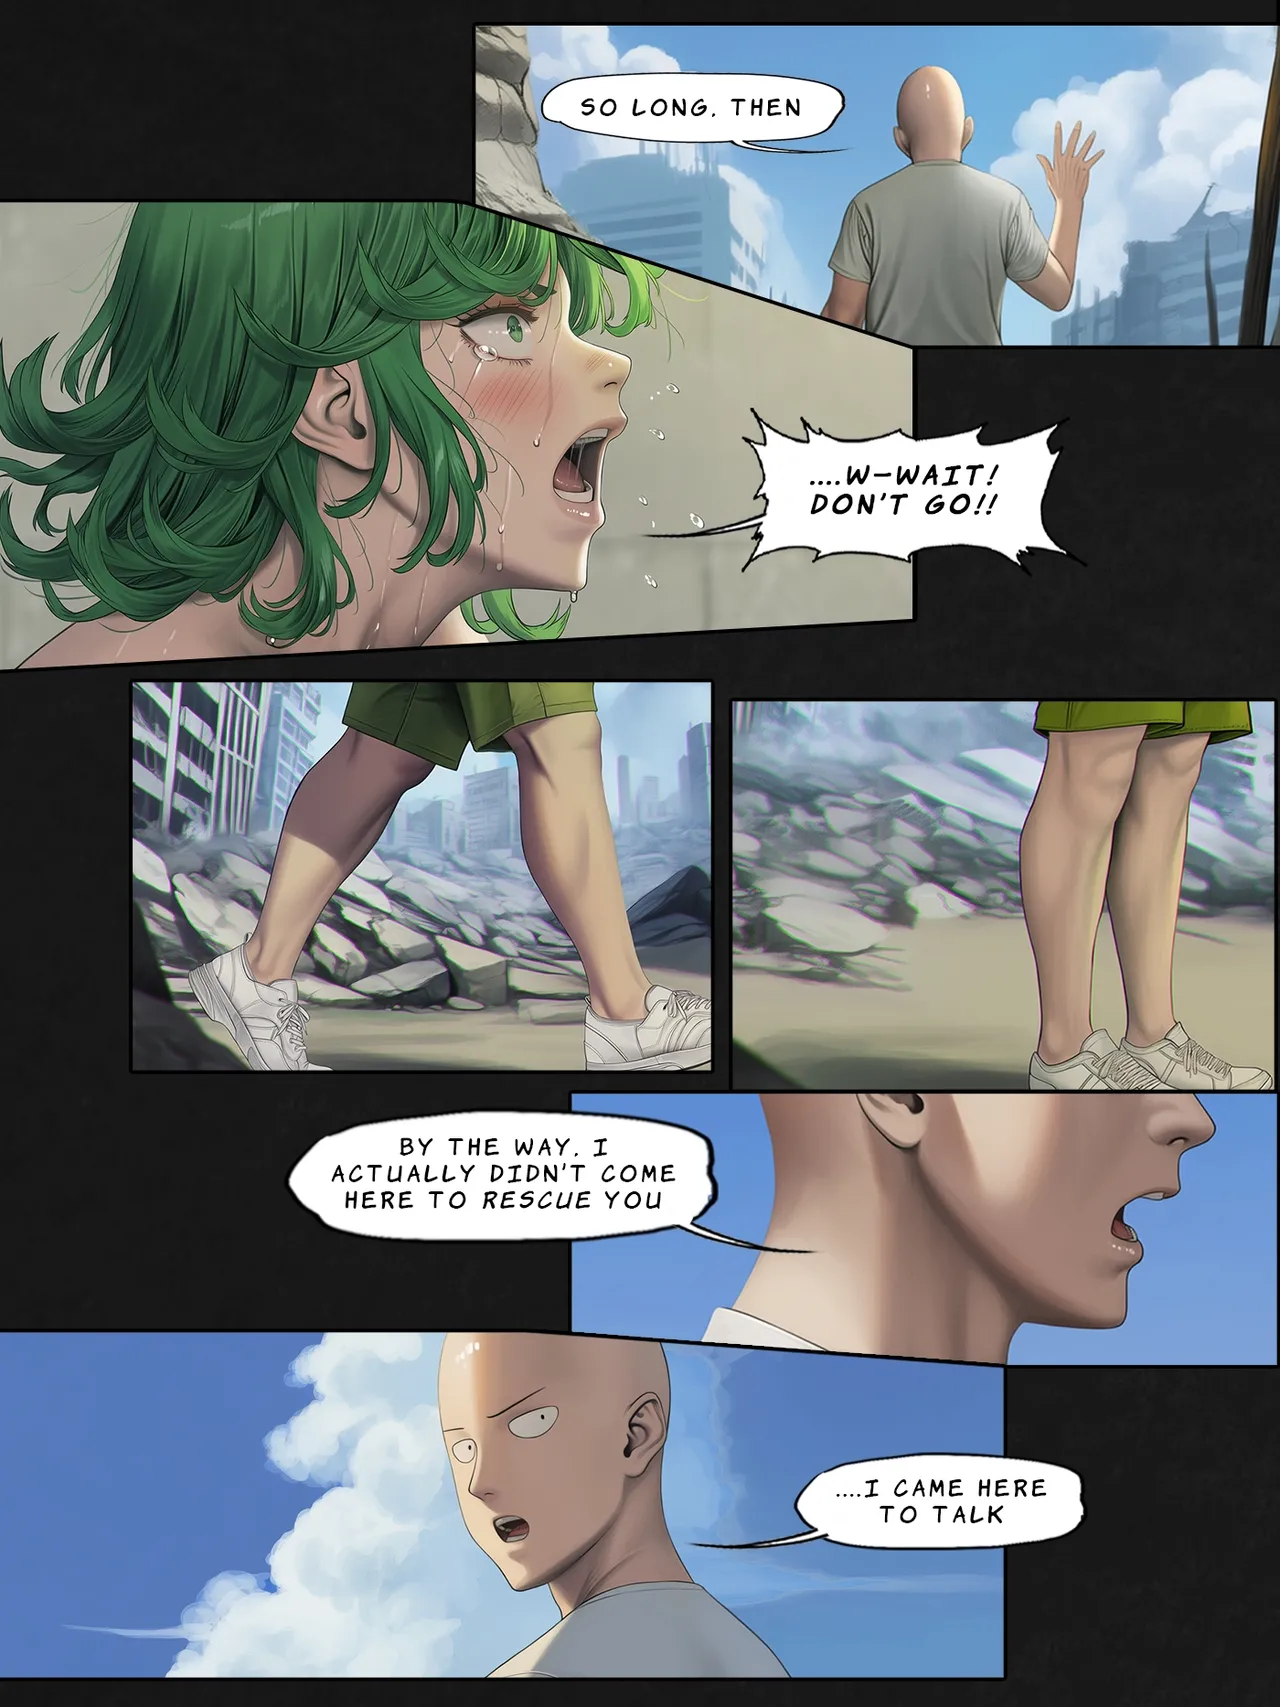 SO LONG, THEN
....W-WAIT!
DON'T GO!!
BY THE WAY, I
ACTUALLY DIDN'T COME
HERE TO RESCUE YOU
....I CAME HERE
TO TALK